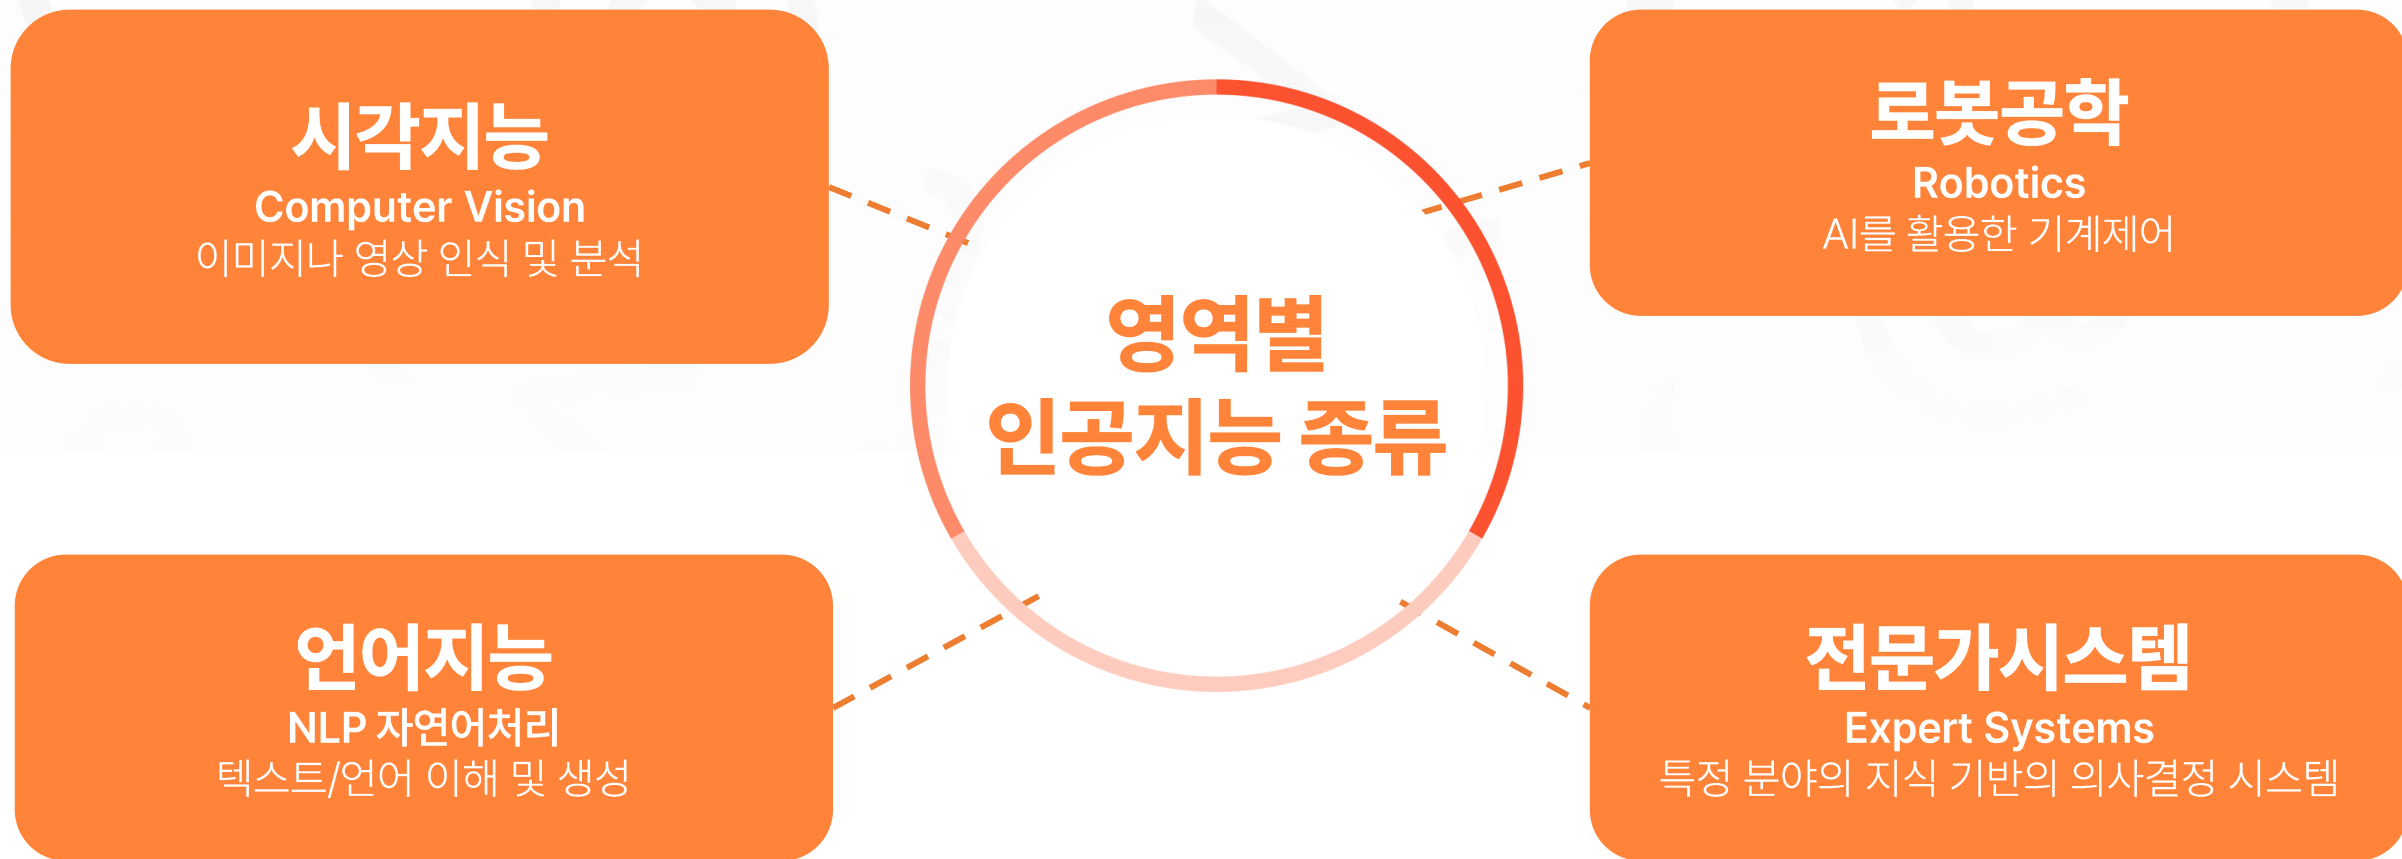 시각지능
Computer Vision
이미지나 영상 인식 및 분석
로봇공학
Robotics
AI를 활용한 기계제어
영역별
인공지능 종류
언어지능
NLP 자연어처리
텍스트/언어 이해 및 생성
전문가시스템
Expert Systems
특정 분야의 지식 기반의 의사결정 시스템